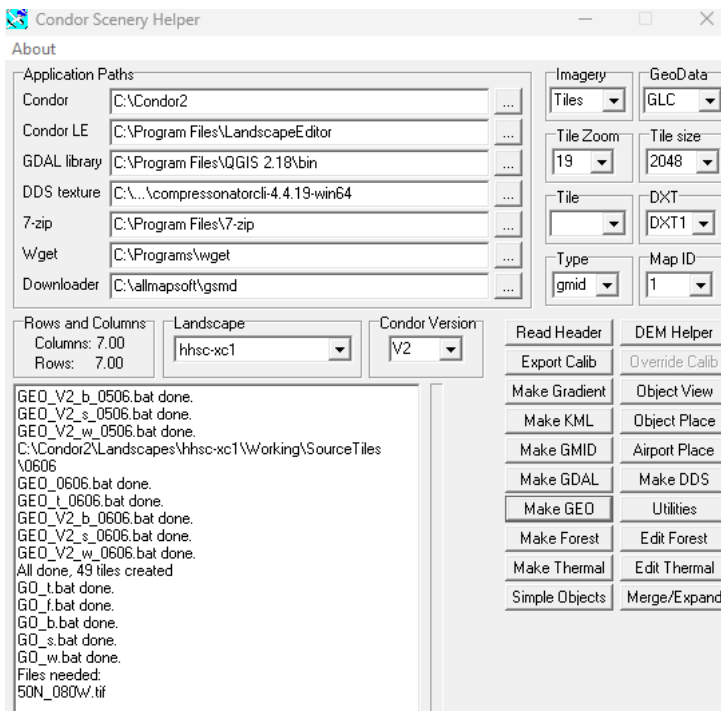 Condor Scenery Helper
About
Application Paths
Condor C:\Condor2 ...
Condor LE C:\Program Files\LandscapeEditor ...
GDAL library C:\Program Files\QGIS 2.18\bin ...
DDS texture C:\...\compressonatorcli-4.4.19-win64 ...
7-zip C:\Program Files\7-zip ...
Wget C:\Programs\wget ...
Downloader C:\allmapsoft\gsmd ...
Imagery GeoData
Tiles GLC
Tile Zoom Tile size
19 2048
Tile DXT
DXT1
Type Map ID
gmid 1
Rows and Columns
Columns: 7.00
Rows: 7.00
Landscape
hhsc-xc1
Condor Version
V2
Read Header DEM Helper
Export Calib Override Calib
Make Gradient Object View
Make KML Object Place
Make GMID Airport Place
Make GDAL Make DDS
Make GEO Utilities
Make Forest Edit Forest
Make Thermal Edit Thermal
Simple Objects Merge/Expand
GEO_V2_b_0506.bat done.
GEO_V2_s_0506.bat done.
GEO_V2_w_0506.bat done.
C:\Condor2\Landscapes\hhsc-xc1\Working\SourceTiles
\0606
GEO_0606.bat done.
GEO_t_0606.bat done.
GEO_V2_b_0606.bat done.
GEO_V2_s_0606.bat done.
GEO_V2_w_0606.bat done.
All done, 49 tiles created
GO_t.bat done.
GO_f.bat done.
GO_b.bat done.
GO_s.bat done.
GO_w.bat done.
Files needed:
50N_080W.tif